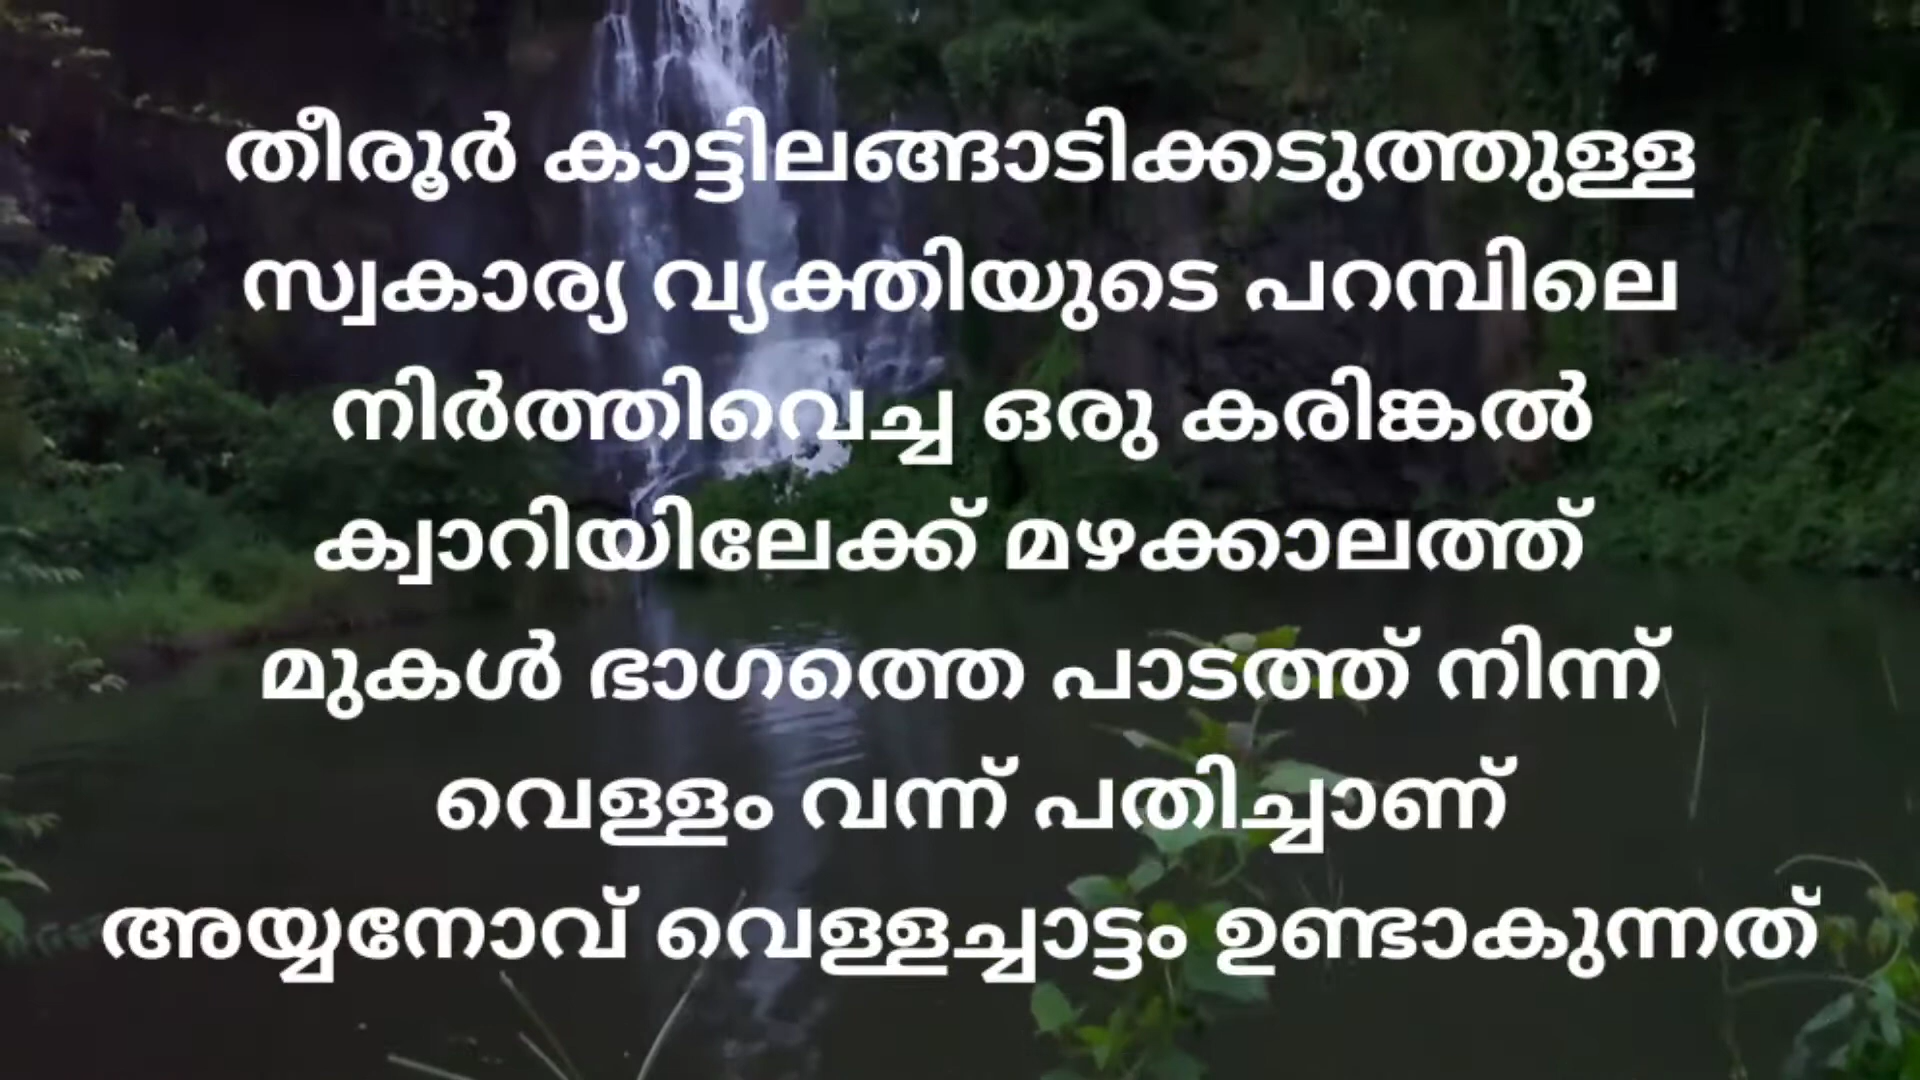 തീരൂർ കാട്ടിലങ്ങാടിക്കടുത്തുള്ള
സ്വകാര്യ വ്യക്തിയുടെ പറമ്പിലെ
നിർത്തിവെച്ച ഒരു കരിങ്കൽ
ക്വാറിയിലേക്ക് മഴക്കാലത്ത്
മുകൾ ഭാഗത്തെ പാടത്ത് നിന്ന്
വെള്ളം വന്ന് പതിച്ചാണ്
അയ്യനോവ് വെള്ളച്ചാട്ടം ഉണ്ടാകുന്നത്